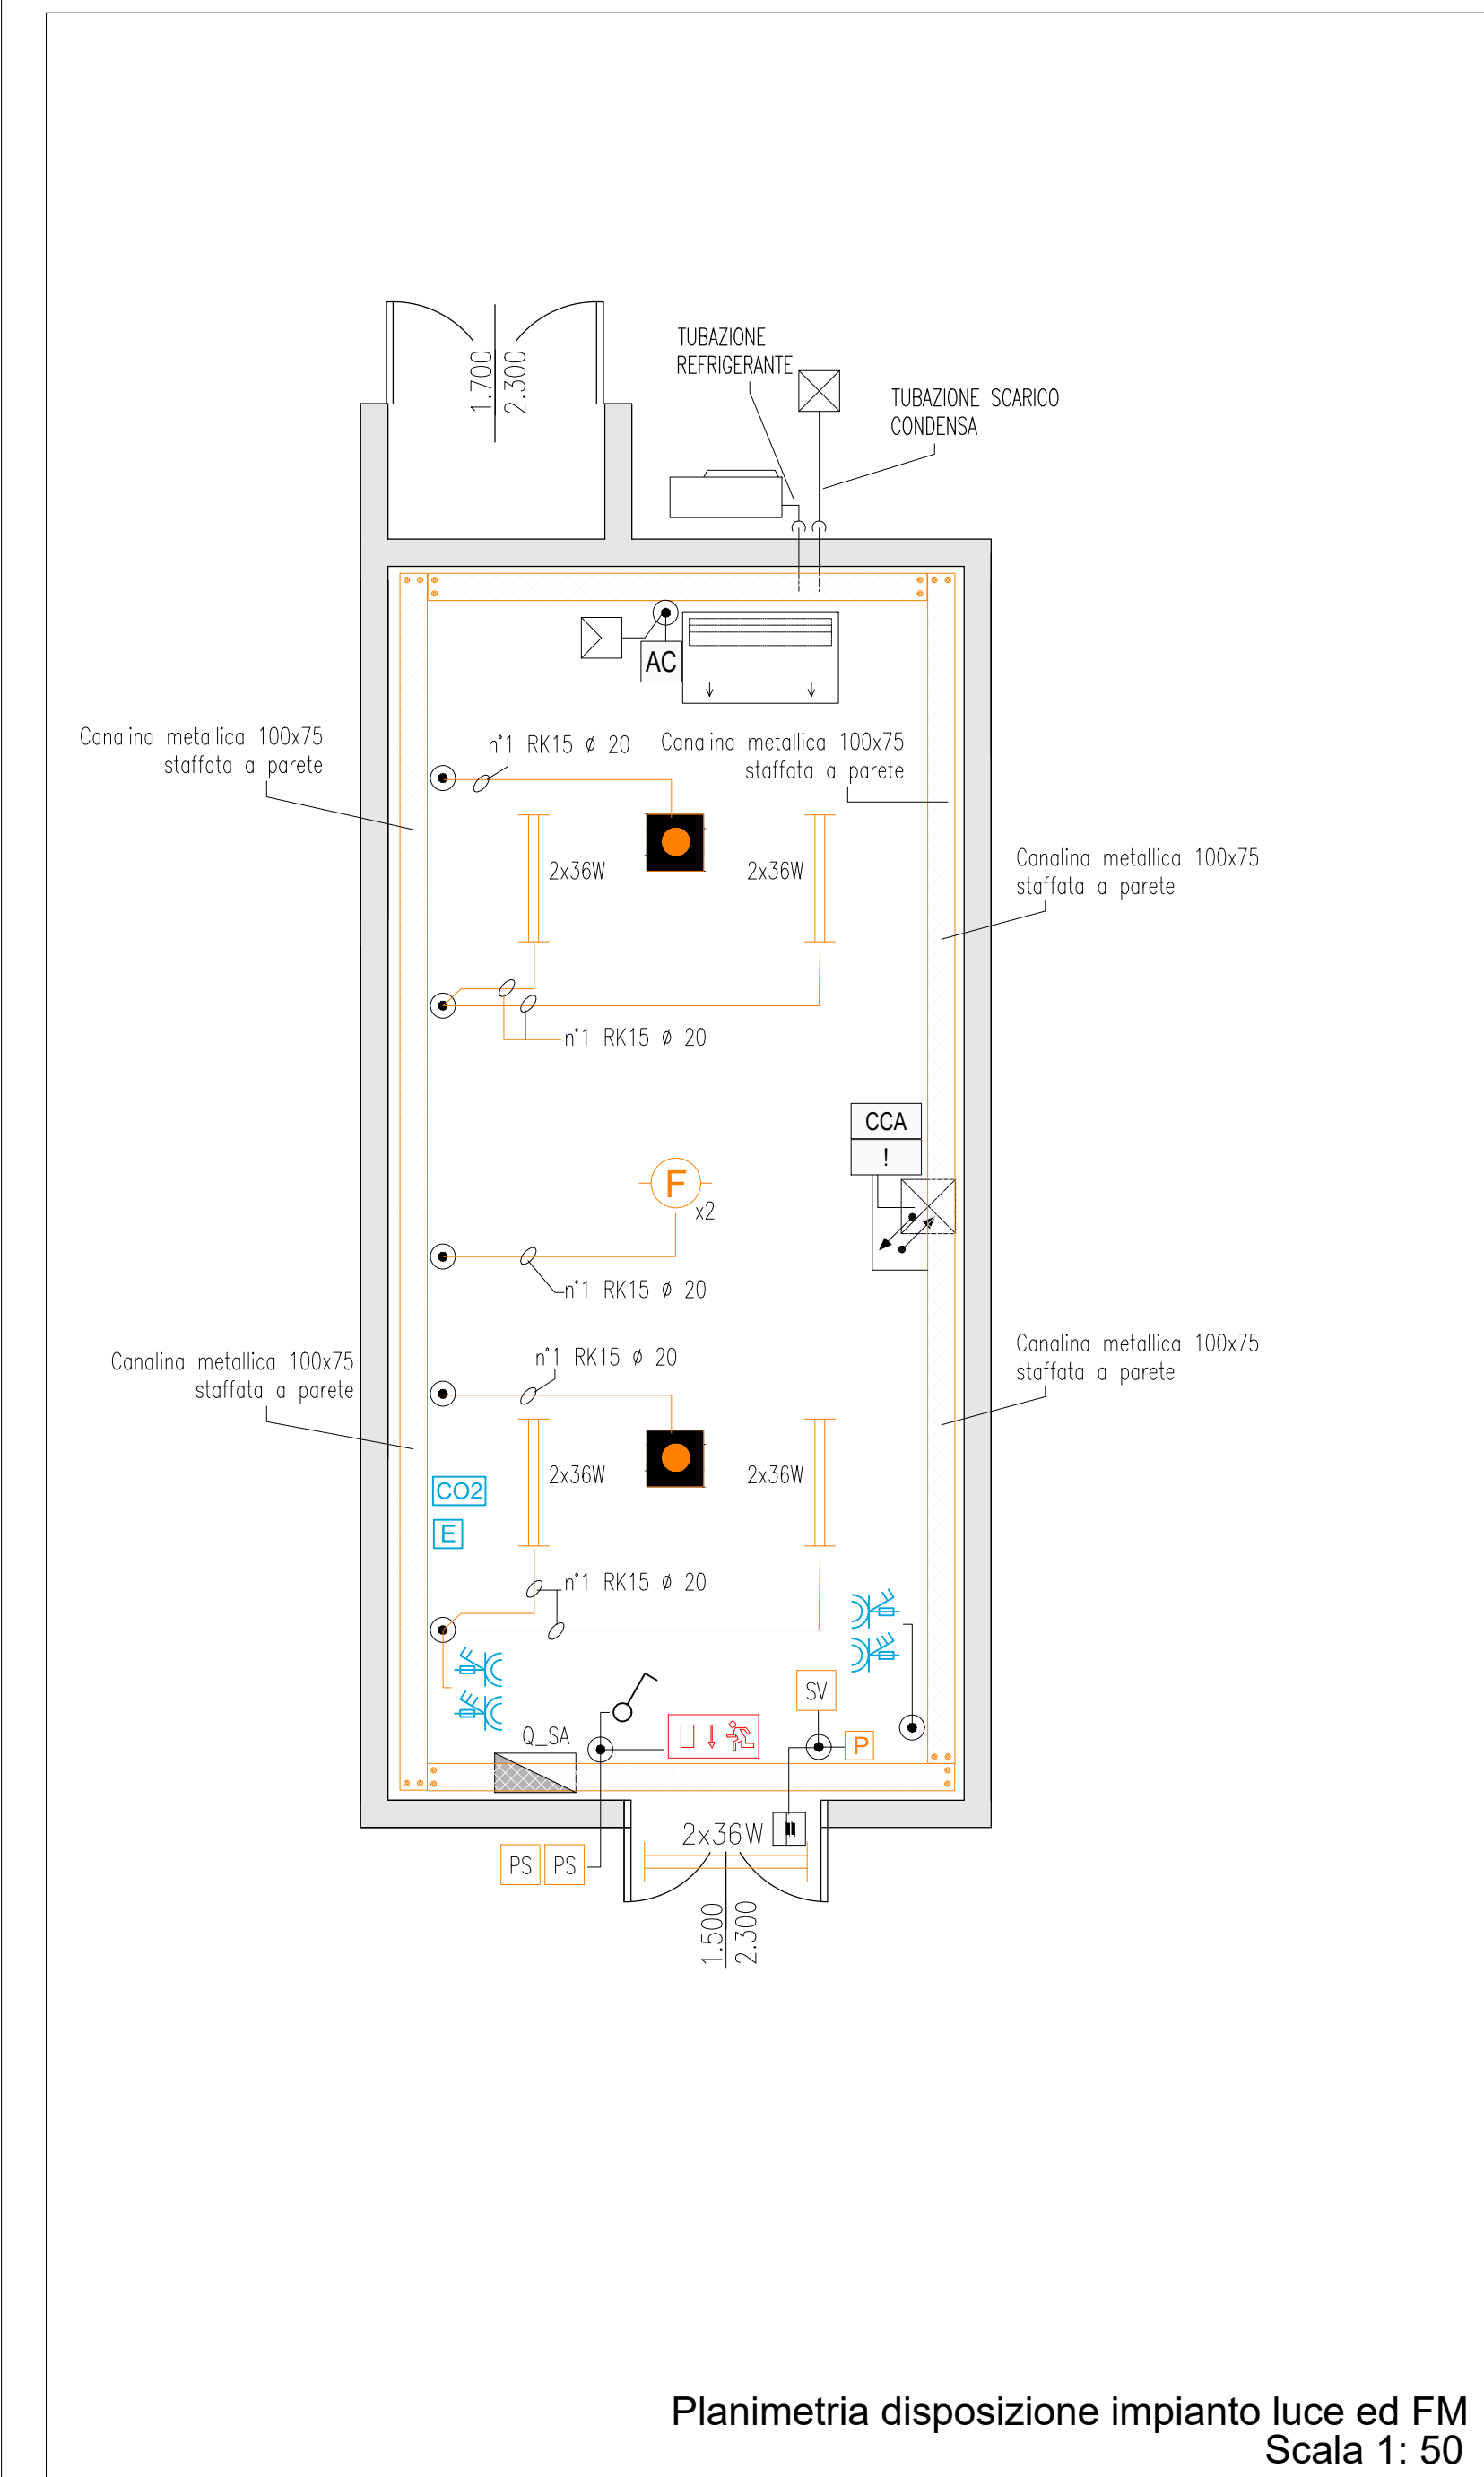 1.700
2.300
TUBAZIONE
REFRIGERANTE
TUBAZIONE SCARICO
CONDENSA
AC
Canalina metallica 100x75
staffata a parete
n°1 RK15 ø 20
Canalina metallica 100x75
staffata a parete
2x36W
2x36W
Canalina metallica 100x75
staffata a parete
n°1 RK15 ø 20
CCA
!
F
x2
n°1 RK15 ø 20
Canalina metallica 100x75
staffata a parete
n°1 RK15 ø 20
Canalina metallica 100x75
staffata a parete
2x36W
2x36W
CO2
E
n°1 RK15 ø 20
SV
Q_SA
P
2x36W
PS
PS
1.500
2.300
Planimetria disposizione impianto luce ed FM
Scala 1: 50